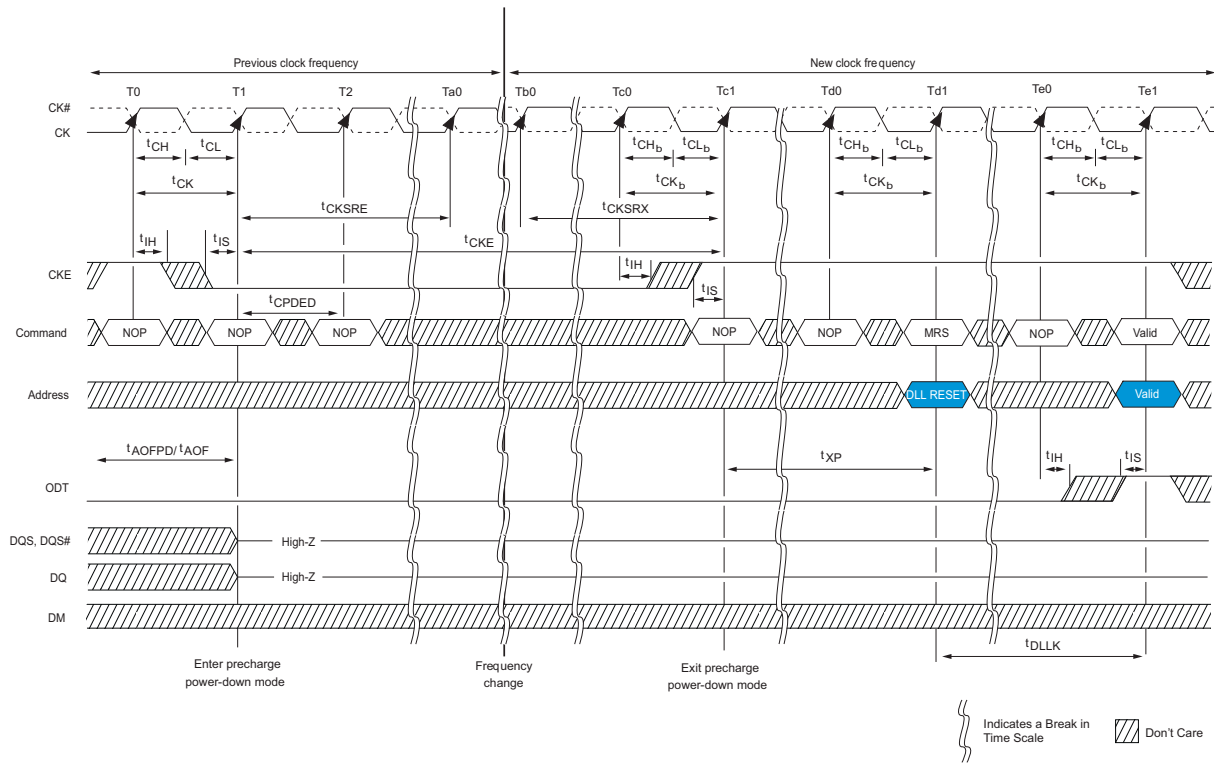 Previous clock frequency
New clock frequency
T0 T1 T2 Ta0 Tb0 Tc0 Tc1 Td0 Td1 Te0 Te1
CK#
CK
tCH tCL tCHb tCLb tCHb tCLb tCHb tCLb
tCK tCKb tCKb tCKb
tCKSRE tCKSRX
tIH tIS tCKE tIH
CKE
tIS
tCPDED
Command NOP NOP NOP NOP NOP MRS NOP Valid
Address DLL RESET Valid
tAOFPD/tAOF tXP tIH tIS
ODT
DQS, DQS# High-Z
DQ High-Z
DM
tDLLK
Enter precharge
power-down mode
Frequency
change
Exit precharge
power-down mode
Indicates a Break in
Time Scale
Don't Care